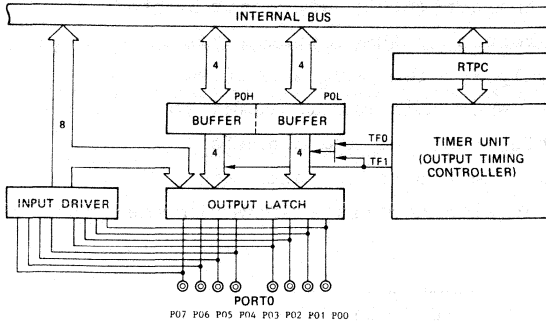 INTERNAL BUS
4 4
RTPC
P0H P0L
BUFFER BUFFER
8
TF0
4 4
TF1
TIMER UNIT
(OUTPUT TIMING
CONTROLLER)
INPUT DRIVER
OUTPUT LATCH
PORT0
P07 P06 P05 P04 P03 P02 P01 P00